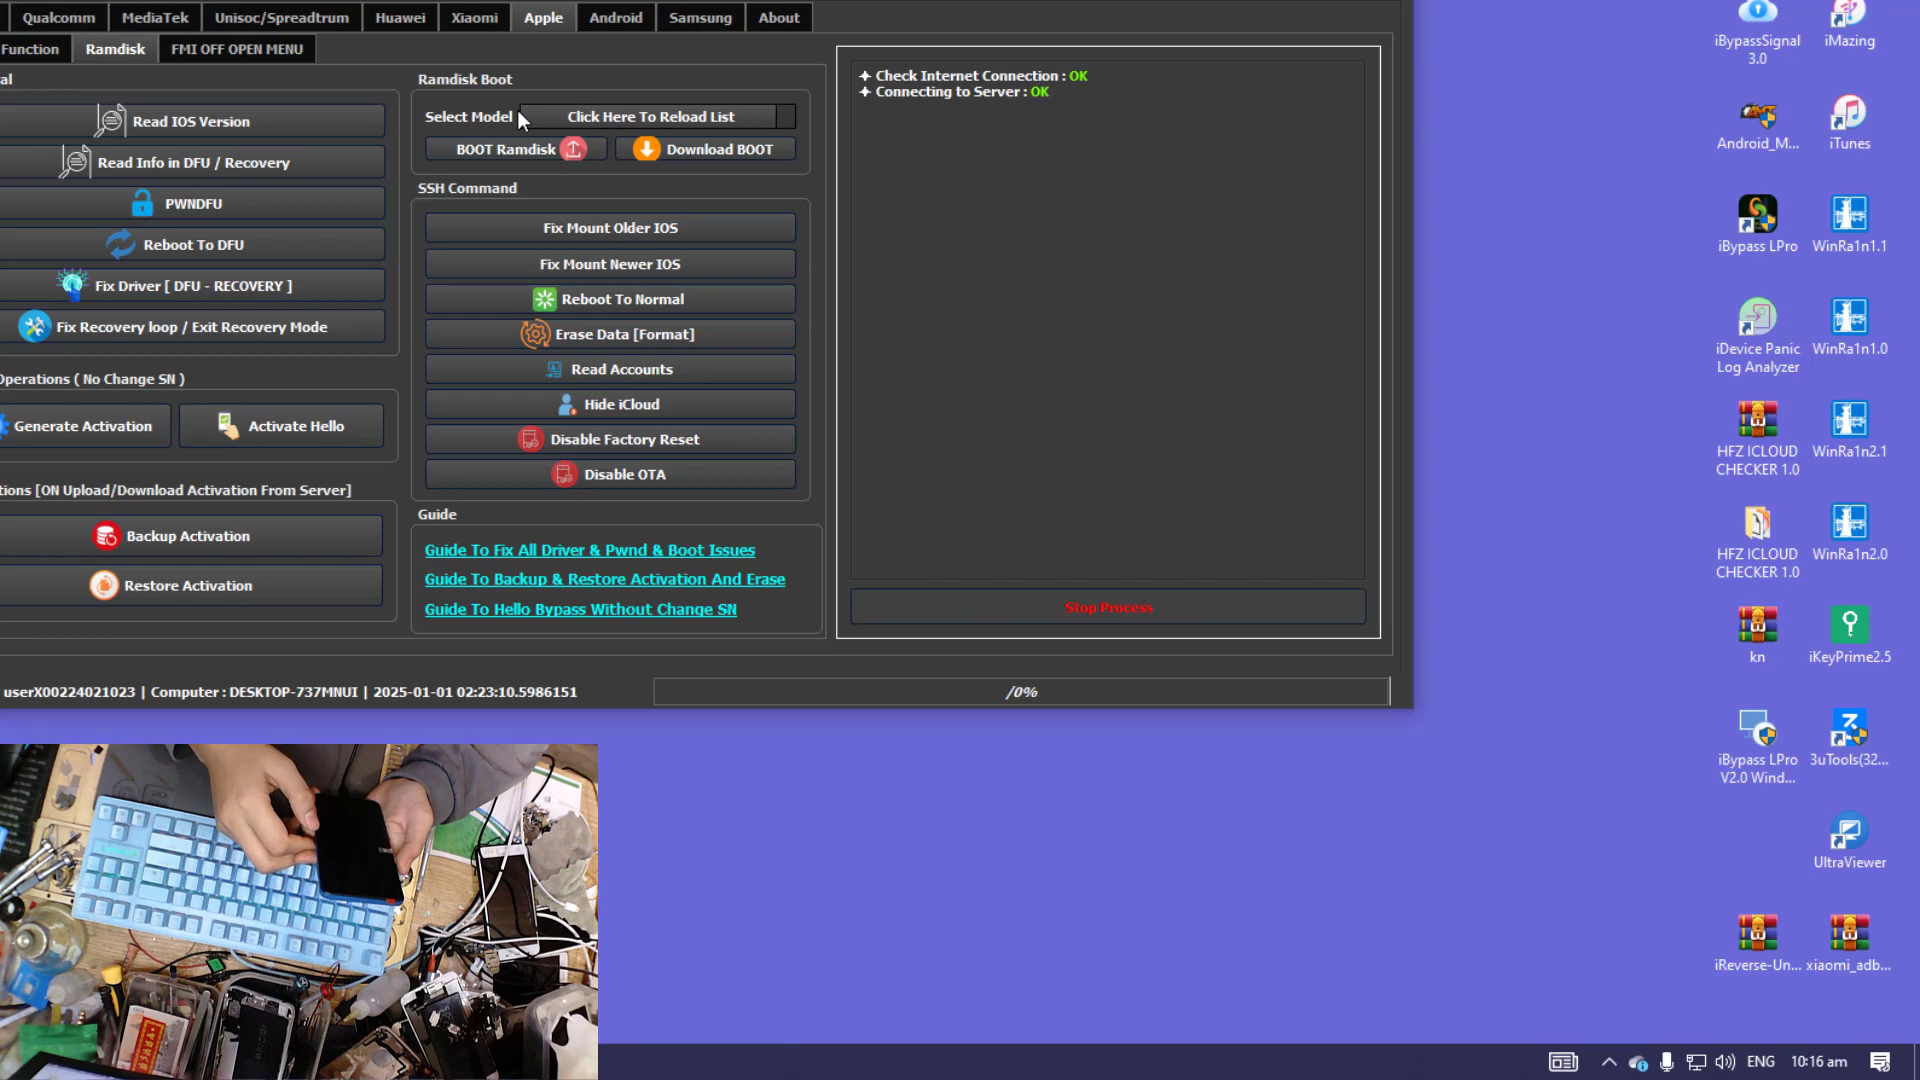 Qualcomm MediaTek Unisoc/Spreadtrum Huawei Xiaomi Apple Android Samsung About
Function Ramdisk FMI OFF OPEN MENU
al
Read IOS Version
Read Info in DFU / Recovery
PWNDFU
Reboot To DFU
Fix Driver [ DFU - RECOVERY ]
Fix Recovery loop / Exit Recovery Mode
Operations ( No Change SN )
Generate Activation Activate Hello
tions [ON Upload/Download Activation From Server]
Backup Activation
Restore Activation
Ramdisk Boot
Select Model Click Here To Reload List
BOOT Ramdisk Download BOOT
SSH Command
Fix Mount Older IOS
Fix Mount Newer IOS
Reboot To Normal
Erase Data [Format]
Read Accounts
Hide iCloud
Disable Factory Reset
Disable OTA
Guide
Guide To Fix All Driver & Pwnd & Boot Issues
Guide To Backup & Restore Activation And Erase
Guide To Hello Bypass Without Change SN
Check Internet Connection : OK
Connecting to Server : OK
Stop Process
userX00224021023 | Computer : DESKTOP-737MNUI | 2025-01-01 02:23:10.5986151
/0%
iBypassSignal
3.0
iMazing
Android_M...
iTunes
iBypass LPro
WinRa1n1.1
iDevice Panic
Log Analyzer
WinRa1n1.0
HFZ ICLOUD
CHECKER 1.0
WinRa1n2.1
HFZ ICLOUD
CHECKER 1.0
WinRa1n2.0
kn
iKeyPrime2.5
iBypass LPro
V2.0 Wind...
3uTools(32...
UltraViewer
iReverse-Un...
xiaomi_adb...
ENG 10:16 am